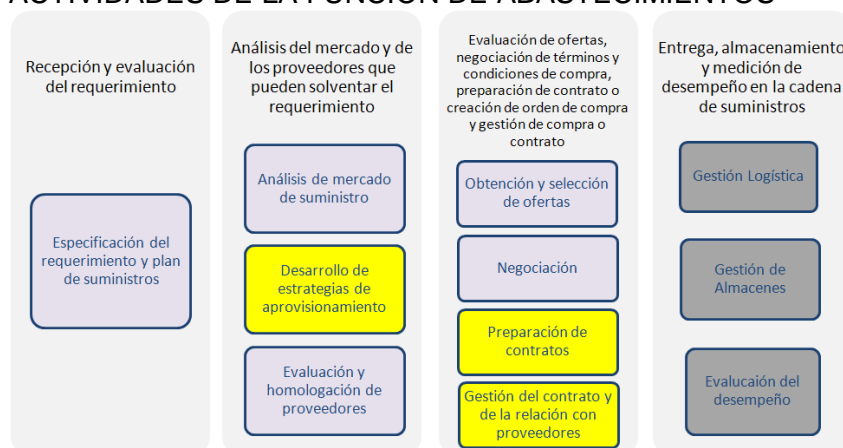 ACTIVIDADES DE LA FUNCIÓN DE ABASTECIMIENTOS
Recepción y evaluación
del requerimiento
Especificación del
requerimiento y plan
de suministros
Análisis del mercado y de
los proveedores que
pueden solventar el
requerimiento
Análisis de mercado
de suministro
Desarrollo de
estrategias de
aprovisionamiento
Evaluación y
homologación de
proveedores
Evaluación de ofertas,
negociación de términos y
condiciones de compra,
preparación de contrato o
creación de orden de compra
y gestión de compra o
contrato
Obtención y selección
de ofertas
Negociación
Preparación de
contratos
Gestión del contrato y
de la relación con
proveedores
Entrega, almacenamiento
y medición de
desempeño en la cadena
de suministros
Gestión Logística
Gestión de
Almacenes
Evalucaión del
desempeño